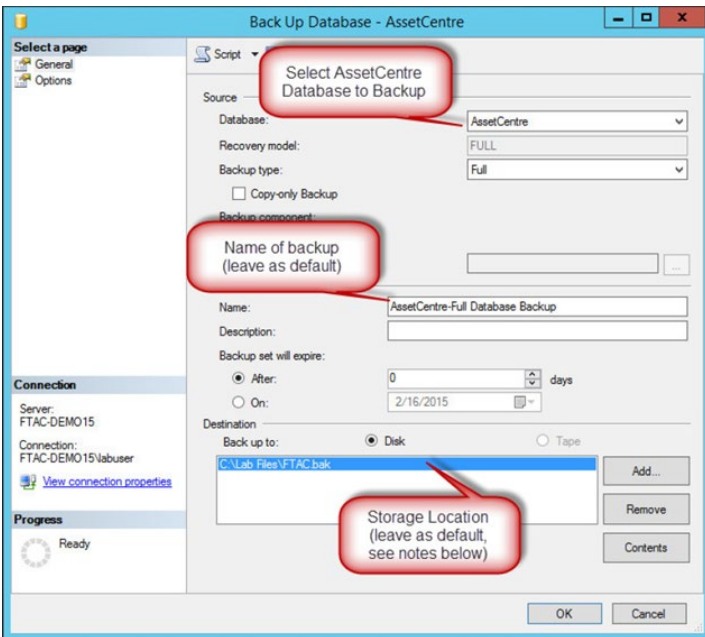 Back Up Database - AssetCentre
Select a page
General
Options
Script
Select AssetCentre
Database to Backup
Source
Database:
AssetCentre
Recovery model:
FULL
Backup type:
Full
Copy-only Backup
Backup component:
Name of backup
(leave as default)
...
Name:
AssetCentre-Full Database Backup
Description:
Backup set will expire:
After:
0
days
On:
2/16/2015
Destination
Back up to:
Disk
Tape
C:\Lab Files\FTAC.bak
Add...
Remove
Contents
Storage Location
(leave as default,
see notes below)
Connection
Server:
FTAC-DEMO15
Connection:
FTAC-DEMO15\labuser
View connection properties
Progress
Ready
OK
Cancel